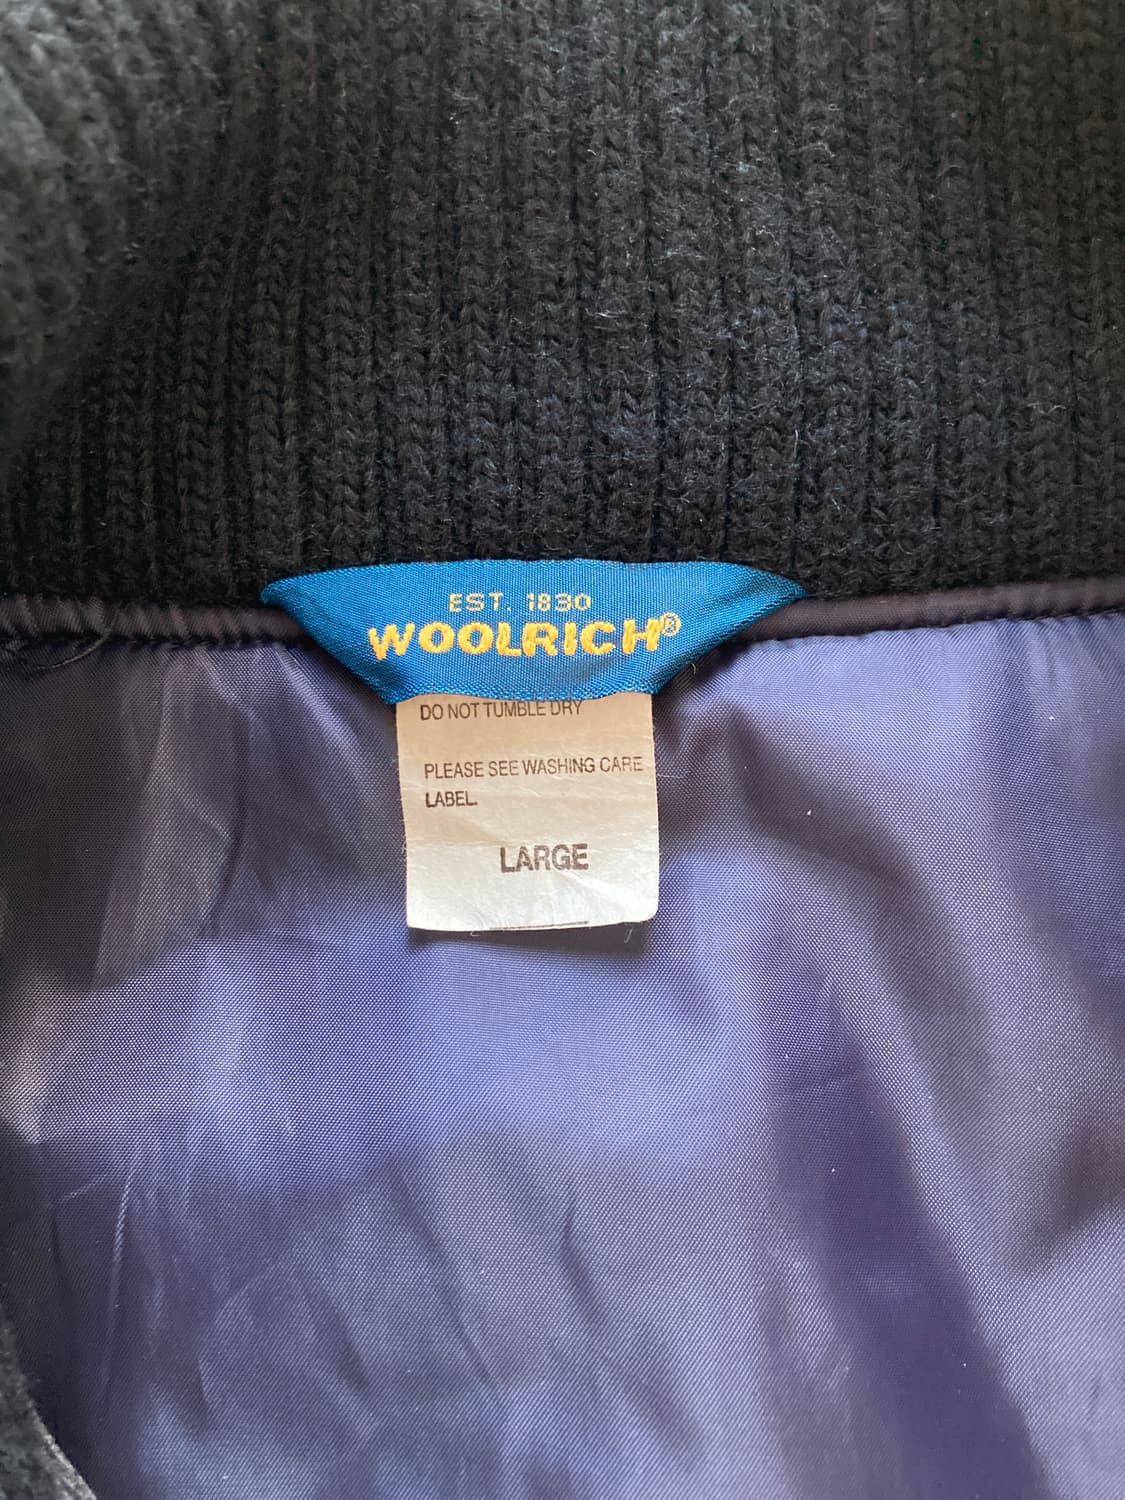 EST. 1830
WOOLRICH®
DO NOT TUMBLE DRY
PLEASE SEE WASHING CARE
LABEL.
LARGE